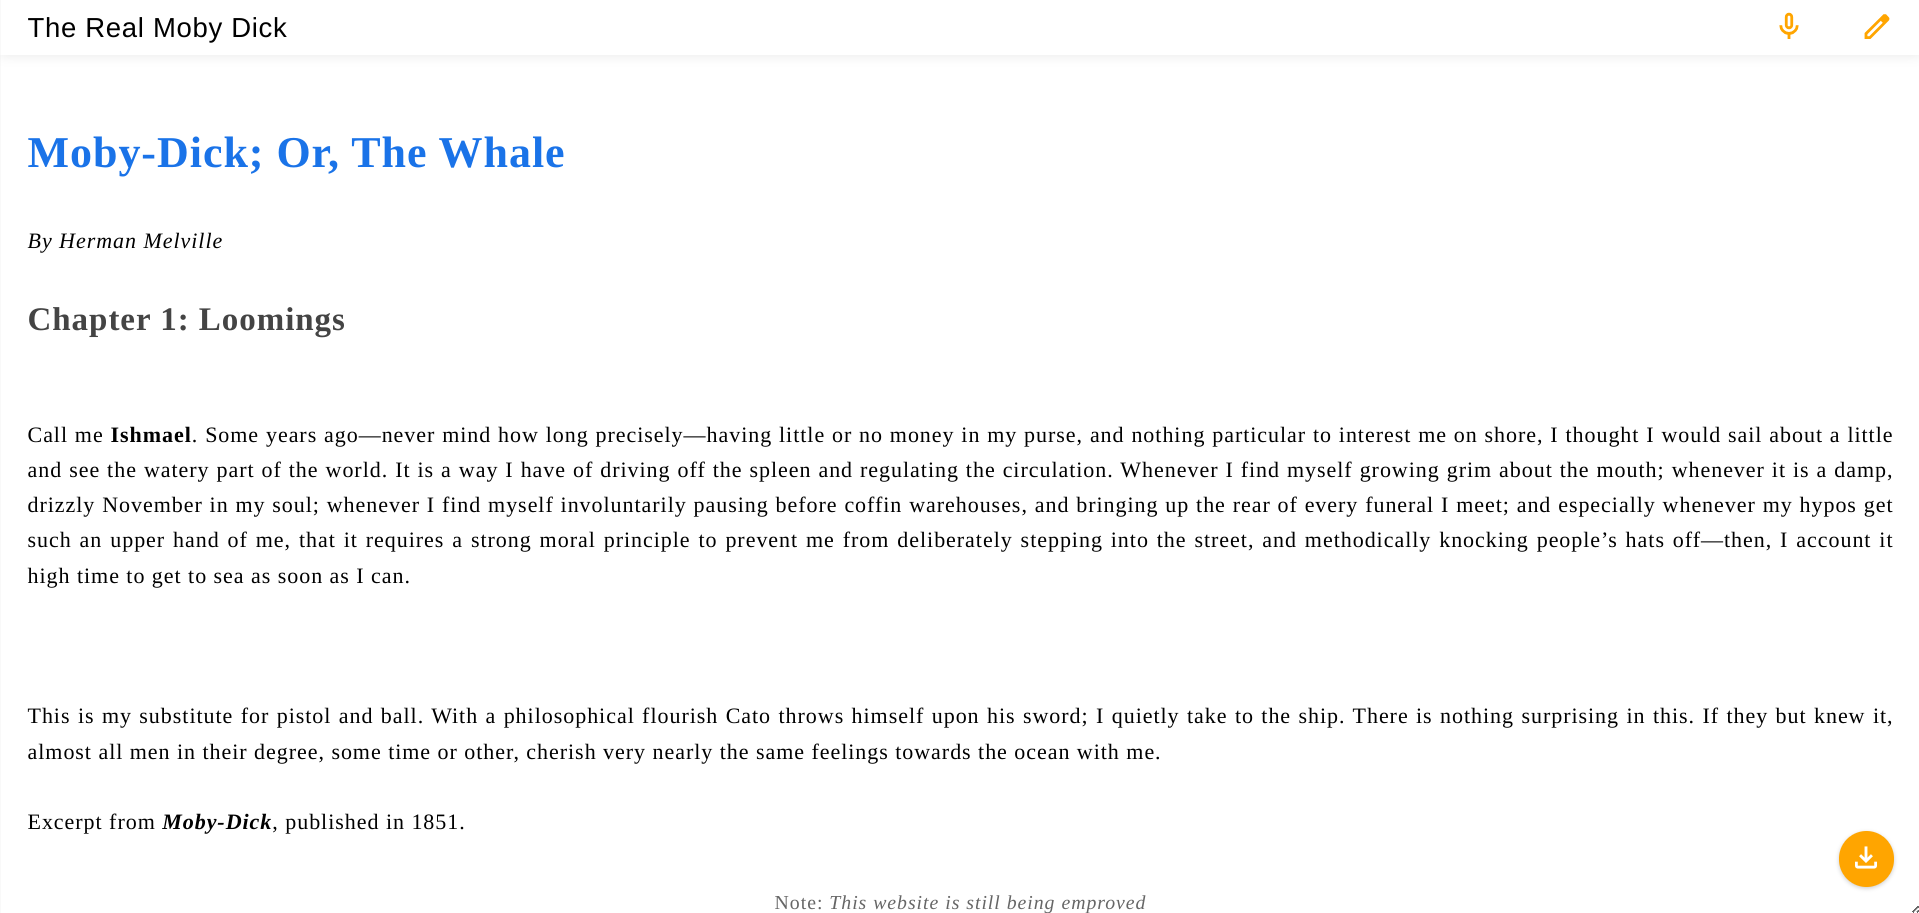 The Real Moby Dick
Moby-Dick; Or, The Whale
By Herman Melville
Chapter 1: Loomings
Call me Ishmael. Some years ago—never mind how long precisely—having little or no money in my purse, and nothing particular to interest me on shore, I thought I would sail about a little
and see the watery part of the world. It is a way I have of driving off the spleen and regulating the circulation. Whenever I find myself growing grim about the mouth; whenever it is a damp,
drizzly November in my soul; whenever I find myself involuntarily pausing before coffin warehouses, and bringing up the rear of every funeral I meet; and especially whenever my hypos get
such an upper hand of me, that it requires a strong moral principle to prevent me from deliberately stepping into the street, and methodically knocking people’s hats off—then, I account it
high time to get to sea as soon as I can.
This is my substitute for pistol and ball. With a philosophical flourish Cato throws himself upon his sword; I quietly take to the ship. There is nothing surprising in this. If they but knew it,
almost all men in their degree, some time or other, cherish very nearly the same feelings towards the ocean with me.
Excerpt from Moby-Dick, published in 1851.
Note: This website is still being emproved